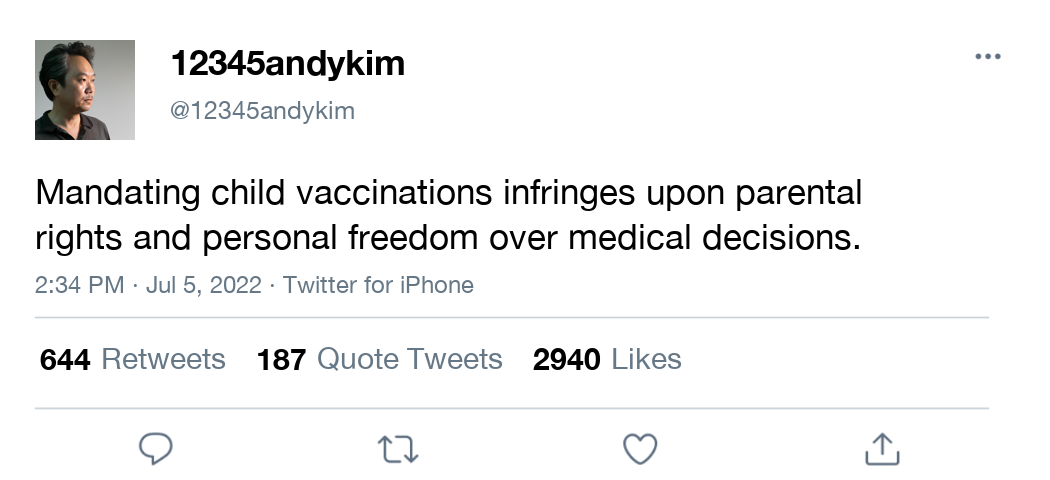 12345andykim
@12345andykim
Mandating child vaccinations infringes upon parental
rights and personal freedom over medical decisions.
2:34 PM · Jul 5, 2022 · Twitter for iPhone
644 Retweets 187 Quote Tweets 2940 Likes